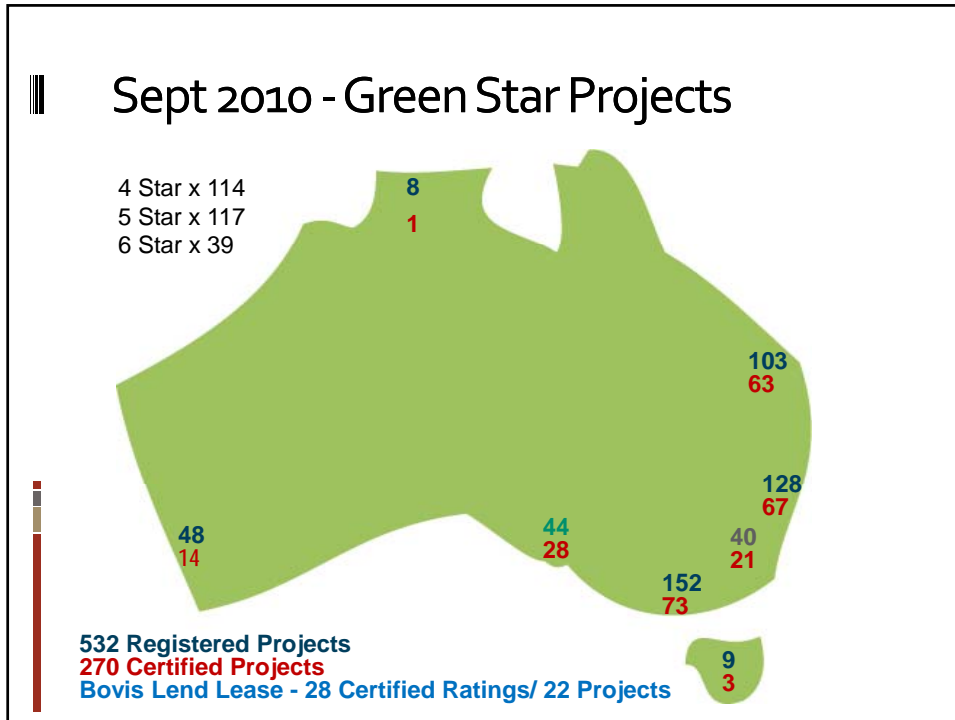 Sept 2010 - Green Star Projects
4 Star x 114
5 Star x 117
6 Star x 39
8
1
103
63
128
67
44
28
40
21
48
14
152
73
9
3
532 Registered Projects
270 Certified Projects
Bovis Lend Lease - 28 Certified Ratings/ 22 Projects